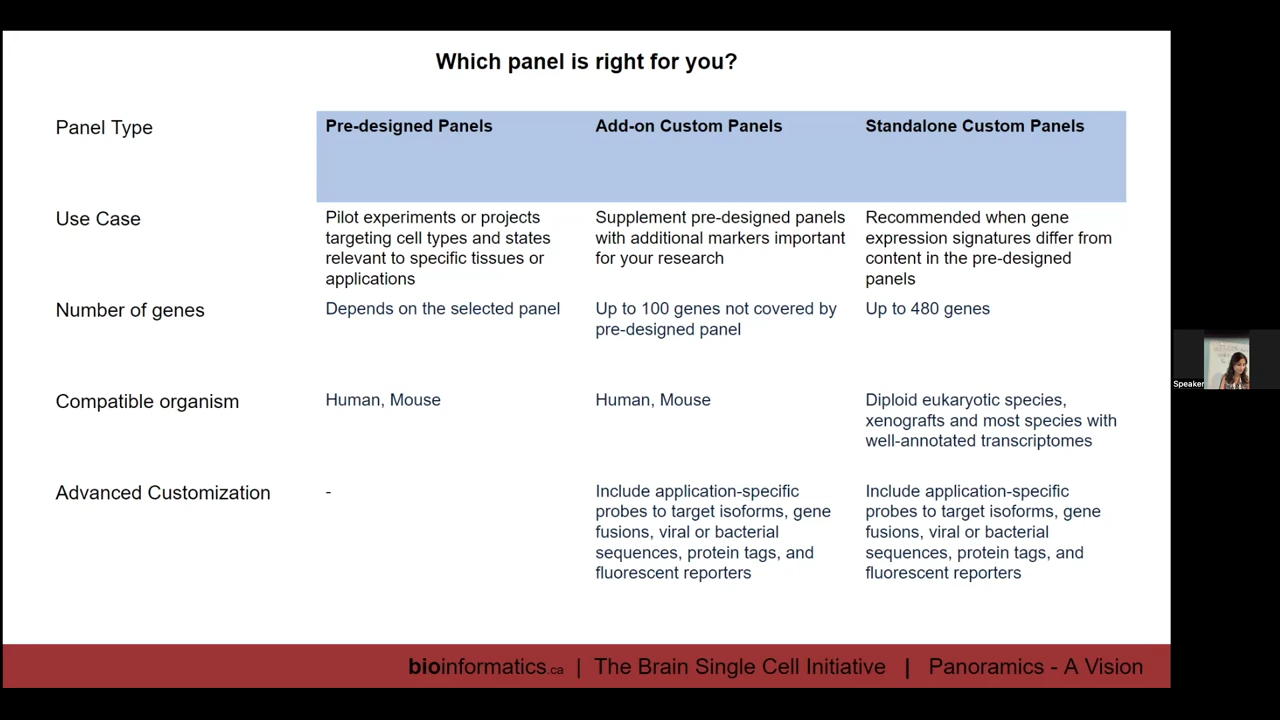 Which panel is right for you?
Panel Type
Pre-designed Panels
Add-on Custom Panels
Standalone Custom Panels
Use Case
Pilot experiments or projects
targeting cell types and states
relevant to specific tissues or
applications
Supplement pre-designed panels
with additional markers important
for your research
Recommended when gene
expression signatures differ from
content in the pre-designed
panels
Number of genes
Depends on the selected panel
Up to 100 genes not covered by
pre-designed panel
Up to 480 genes
Compatible organism
Human, Mouse
Human, Mouse
Diploid eukaryotic species,
xenografts and most species with
well-annotated transcriptomes
Advanced Customization
-
Include application-specific
probes to target isoforms, gene
fusions, viral or bacterial
sequences, protein tags, and
fluorescent reporters
Include application-specific
probes to target isoforms, gene
fusions, viral or bacterial
sequences, protein tags, and
fluorescent reporters
Speaker
bioinformatics.ca | The Brain Single Cell Initiative | Panoramics - A Vision